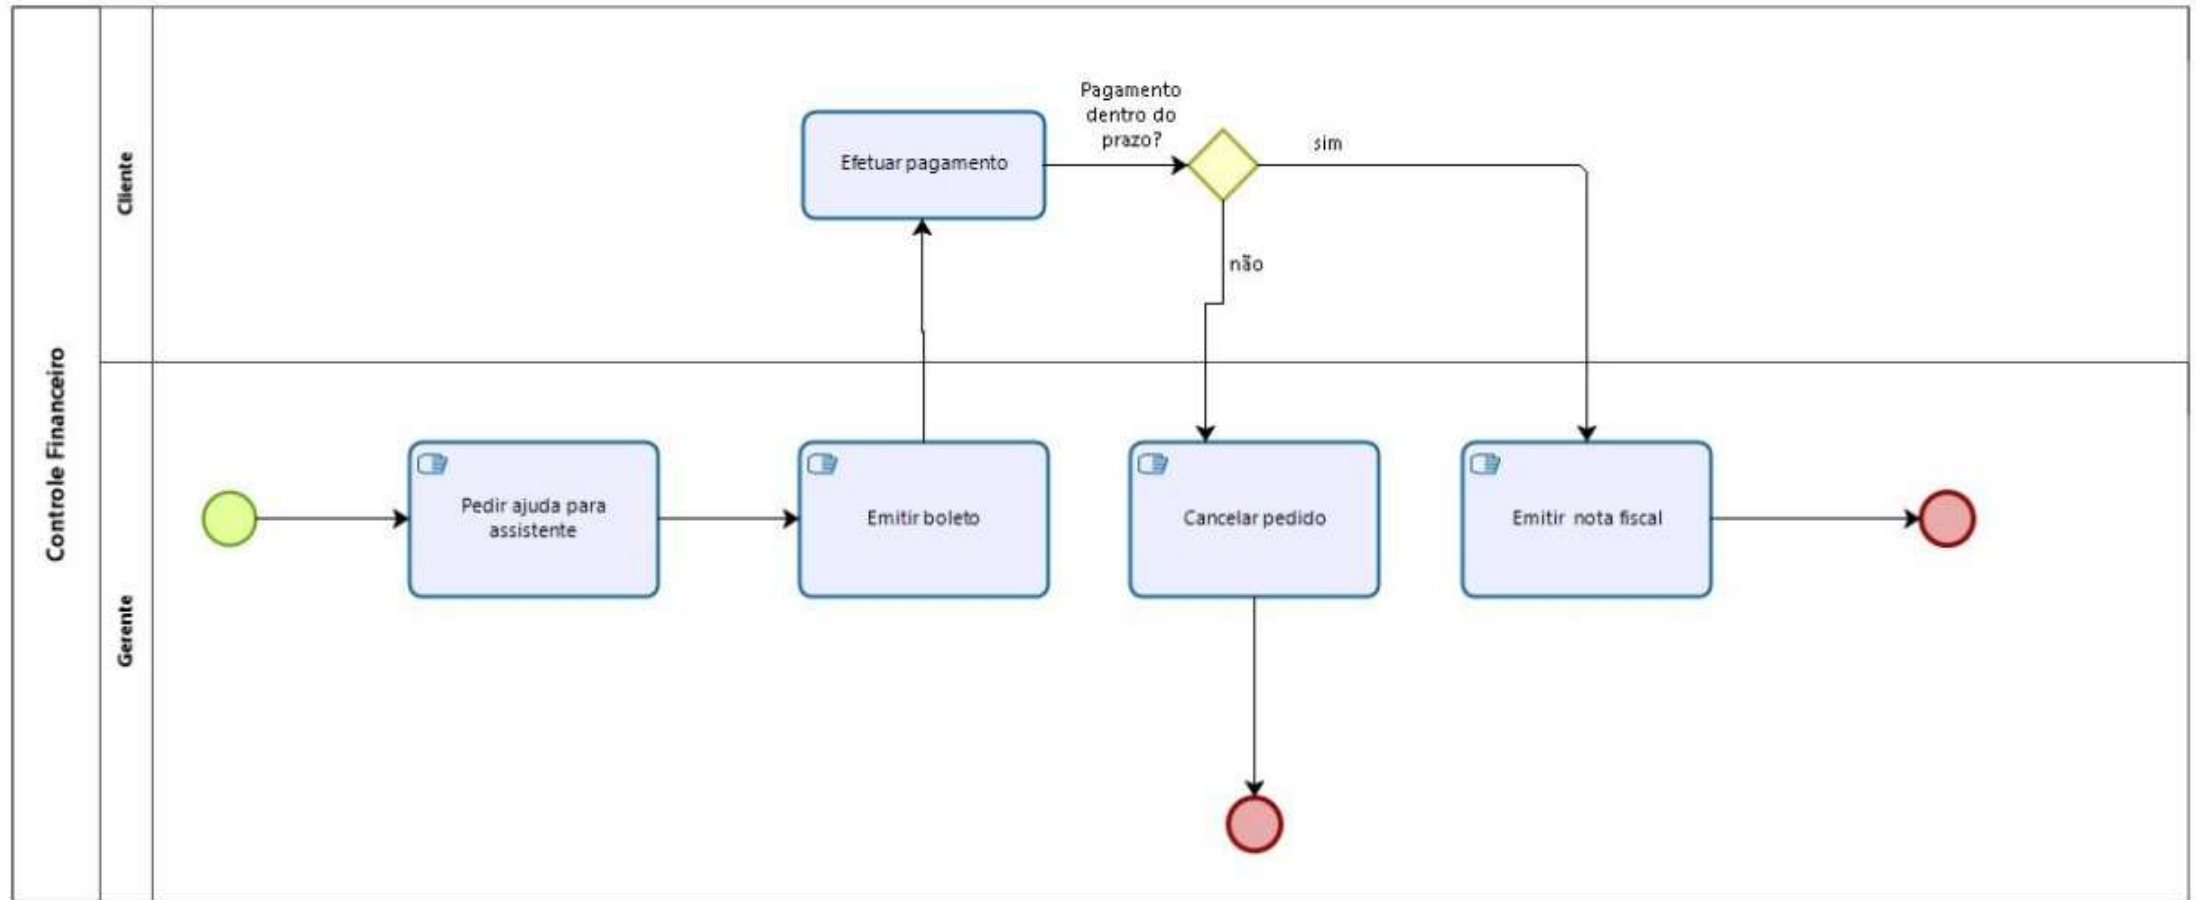 Controle Financeiro
Cliente
Efetuar pagamento
Pagamento
dentro do
prazo?
sim
não
Gerente
Pedir ajuda para
assistente
Emitir boleto
Cancelar pedido
Emitir nota fiscal